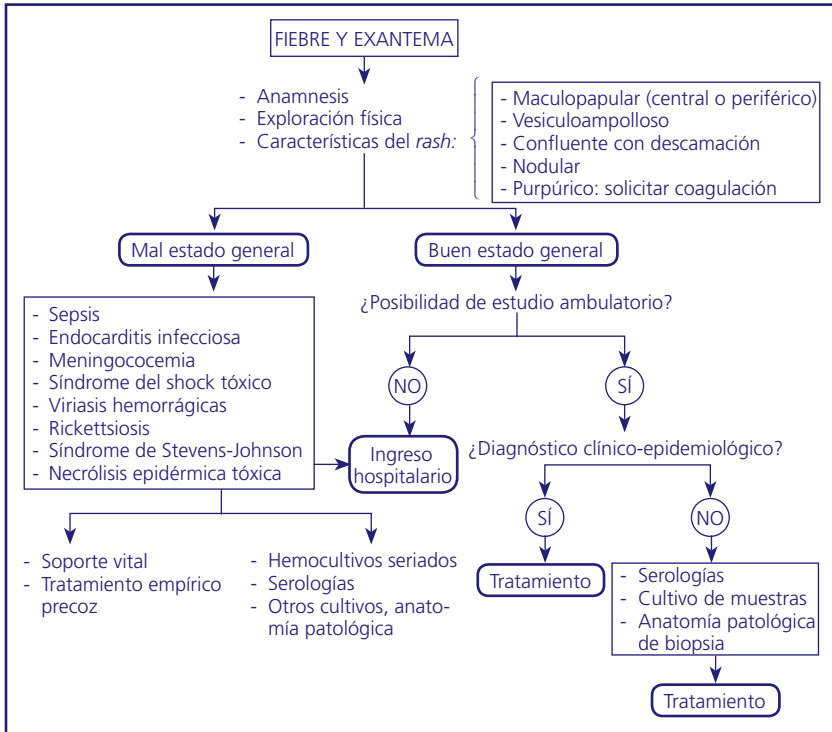 FIEBRE Y EXANTEMA
- Anamnesis
- Exploración física
- Características del rash:
- Maculopapular (central o periférico)
- Vesiculoampolloso
- Confluente con descamación
- Nodular
- Purpúrico: solicitar coagulación
Mal estado general
Buen estado general
- Sepsis
- Endocarditis infecciosa
- Meningococemia
- Síndrome del shock tóxico
- Viriasis hemorrágicas
- Rickettsiosis
- Síndrome de Stevens-Johnson
- Necrólisis epidérmica tóxica
¿Posibilidad de estudio ambulatorio?
NO
SÍ
Ingreso
hospitalario
¿Diagnóstico clínico-epidemiológico?
SÍ
NO
- Soporte vital
- Tratamiento empírico
precoz
- Hemocultivos seriados
- Serologías
- Otros cultivos, anato-
mía patológica
Tratamiento
- Serologías
- Cultivo de muestras
- Anatomía patológica
de biopsia
Tratamiento